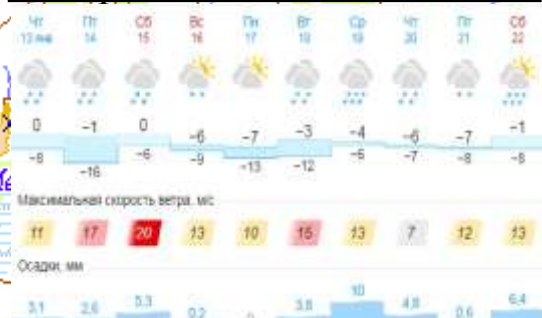 Чт Пт Сб Вс Пн Вт Ср Чт Пт Сб
13 янв 14 15 16 17 18 19 20 21 22
0 -1 0 -6 -7 -3 -4 -6 -7 -1
-8 -16 -6 -9 -13 -12 -5 -7 -8 -8
Максимальная скорость ветра, м/с
11 17 20 13 10 15 13 7 12 13
Осадки, мм
3,1 2,6 5,3 0,2 0 3,8 10 4,8 0,6 6,4